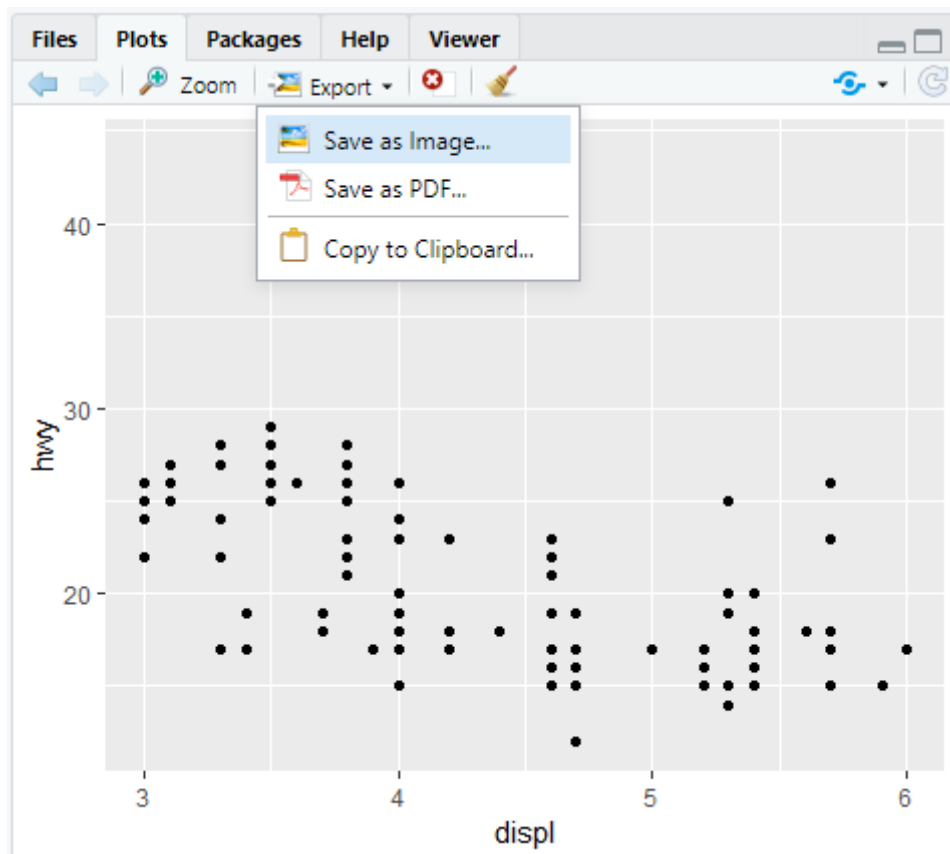 Files Plots Packages Help Viewer
Zoom Export
Save as Image...
Save as PDF...
Copy to Clipboard...
40
30
20
hwy
3 4 5 6
displ